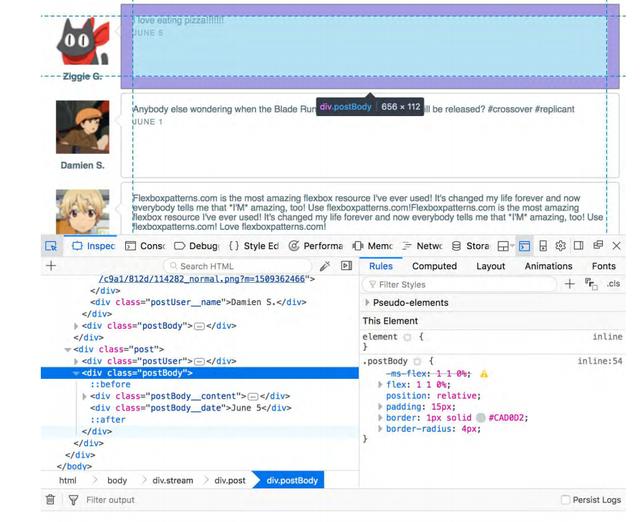 I love eating pizza!!!!!!!
JUNE 5
Ziggie G.
div.postBody 656 × 112
Anybody else wondering when the Blade Run ll be released? #crossover #replicant
JUNE 1
Damien S.
Flexboxpatterns.com is the most amazing flexbox resource I've ever used! It's changed my life forever and now
everybody tells me that *I'M* amazing, too! Use flexboxpatterns.com!Flexboxpatterns.com is the most amazing
flexbox resource I've ever used! It's changed my life forever and now everybody tells me that *I'M* amazing, too! Use
flexboxpatterns.com! Love flexboxpatterns.com!
Inspec Cons Debug {} Style Ed Performa Memc Netwo Stora
+ Search HTML
/c9a1/812d/114282_normal.png?m=1509362466">
</div>
<div class="postUser__name">Damien S.</div>
</div>
<div class="postBody"></div>
</div>
<div class="post">
<div class="postUser"></div>
<div class="postBody">
::before
<div class="postBody__content"></div>
<div class="postBody__date">June 5</div>
::after
</div>
</div>
</div>
</body>
html body div.stream div.post div.postBody
Rules Computed Layout Animations Fonts
Filter Styles + .cls
Pseudo-elements
This Element
element { inline
}
.postBody { inline:54
-ms-flex: 1 1 0%;
flex: 1 1 0%;
position: relative;
padding: 15px;
border: 1px solid #CAD0D2;
border-radius: 4px;
}
Filter output Persist Logs